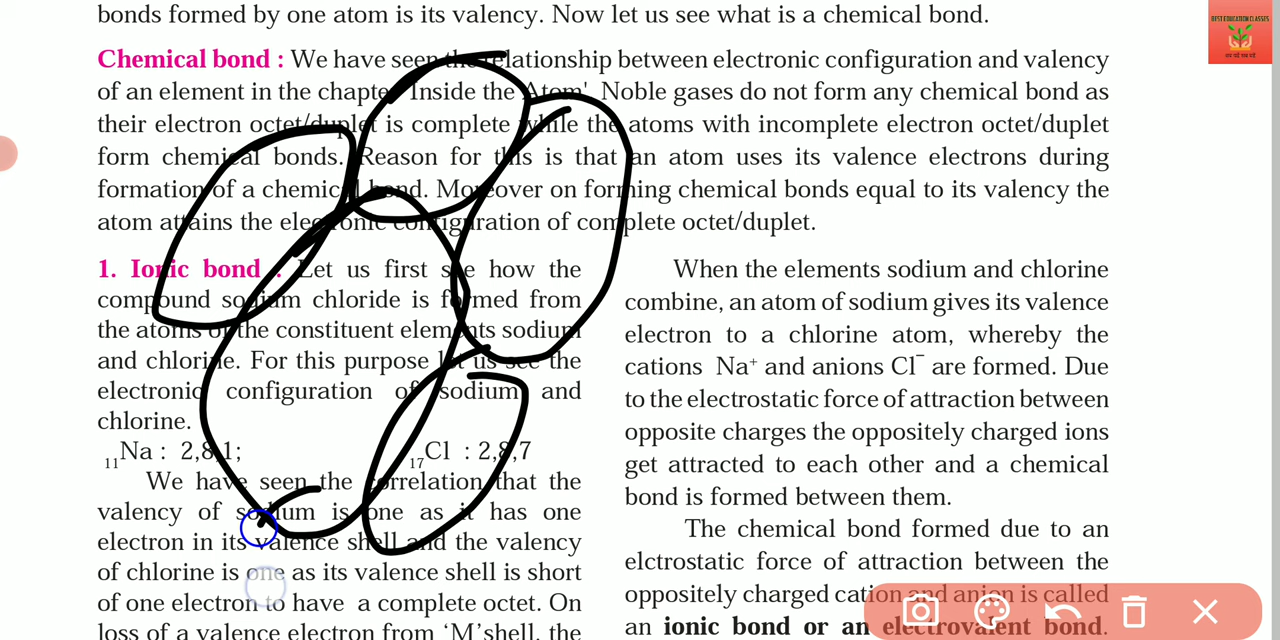 bonds formed by one atom is its valency. Now let us see what is a chemical bond.
BEST EDUCATION CLASSES
Chemical bond : We have seen the relationship between electronic configuration and valency
of an element in the chapter 'Inside the Atom'. Noble gases do not form any chemical bond as
their electron octet/duplet is complete while the atoms with incomplete electron octet/duplet
form chemical bonds. Reason for this is that an atom uses its valence electrons during
formation of a chemical bond. Moreover on forming chemical bonds equal to its valency the
atom attains the electronic configuration of complete octet/duplet.
1. Ionic bond : Let us first see how the
compound sodium chloride is formed from
the atoms of the constituent elements sodium
and chlorine. For this purpose let us see the
electronic configuration of sodium and
chlorine.
₁₁Na : 2,8,1; ₁₇Cl : 2,8,7
We have seen the correlation that the
valency of sodium is one as it has one
electron in its valence shell and the valency
of chlorine is one as its valence shell is short
of one electron to have a complete octet. On
loss of a valence electron from 'M'shell, the
When the elements sodium and chlorine
combine, an atom of sodium gives its valence
electron to a chlorine atom, whereby the
cations Na⁺ and anions Cl⁻ are formed. Due
to the electrostatic force of attraction between
opposite charges the oppositely charged ions
get attracted to each other and a chemical
bond is formed between them.
The chemical bond formed due to an
elctrostatic force of attraction between the
oppositely charged cation and anion is called
an ionic bond or an electrovalent bond.